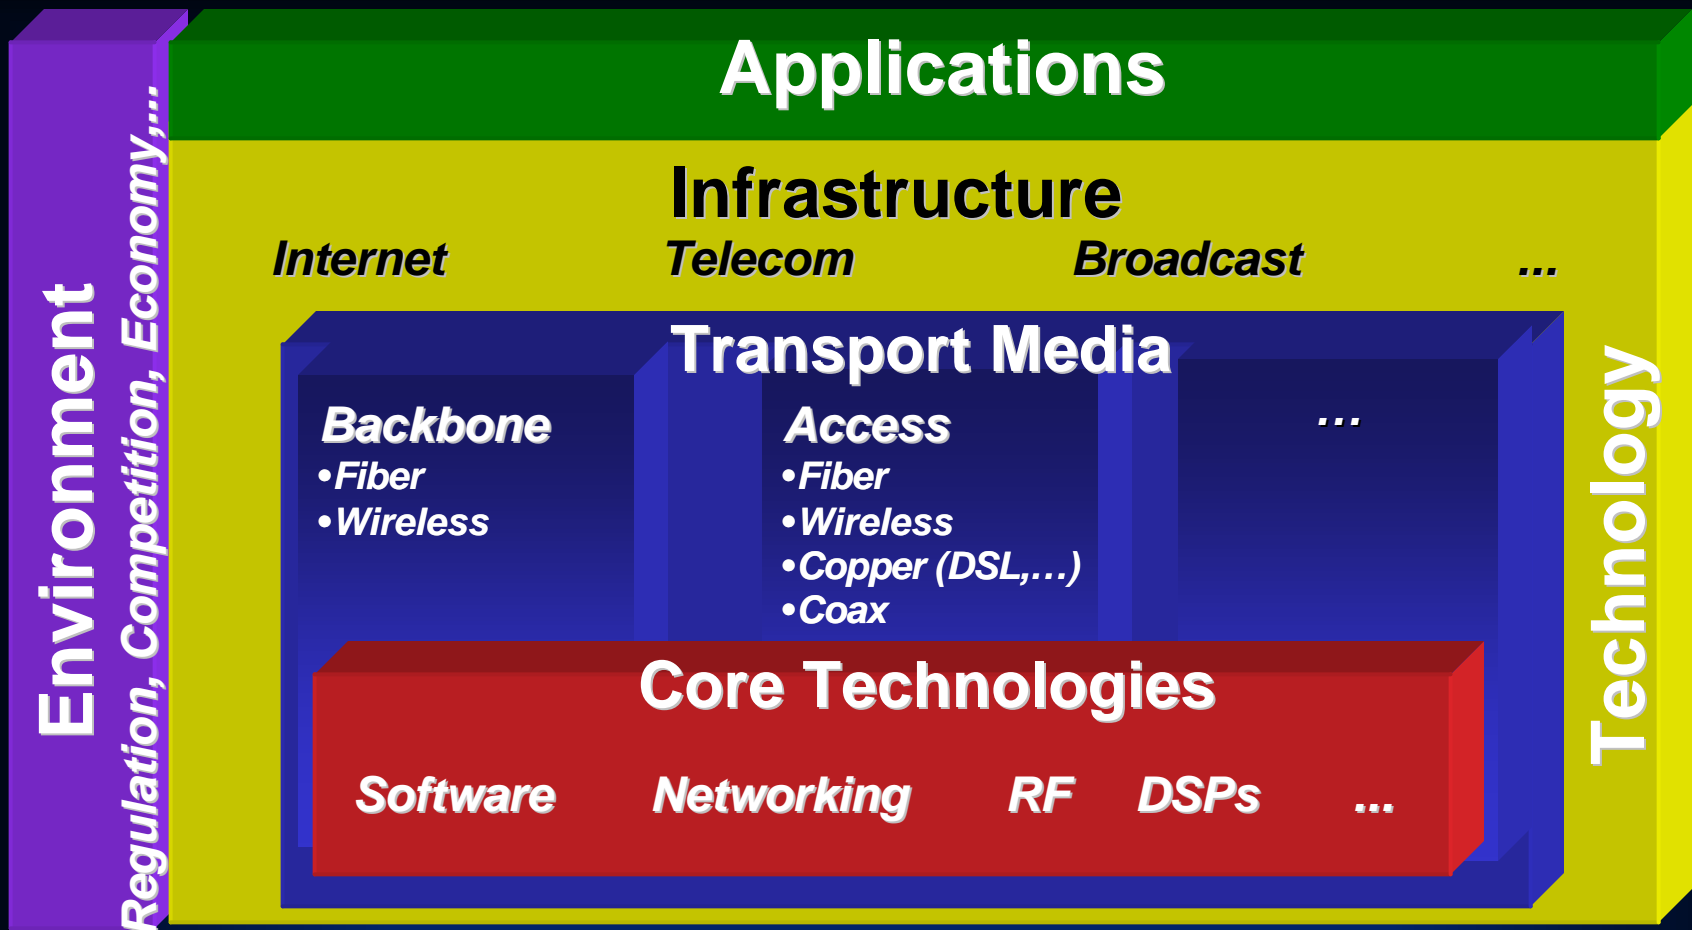 Applications
Infrastructure
Internet Telecom Broadcast ...
Transport Media
Backbone
•Fiber
•Wireless
Access
•Fiber
•Wireless
•Copper (DSL,…)
•Coax
…
Core Technologies
Software Networking RF DSPs ...
Environment
Regulation, Competition, Economy,...
Technology